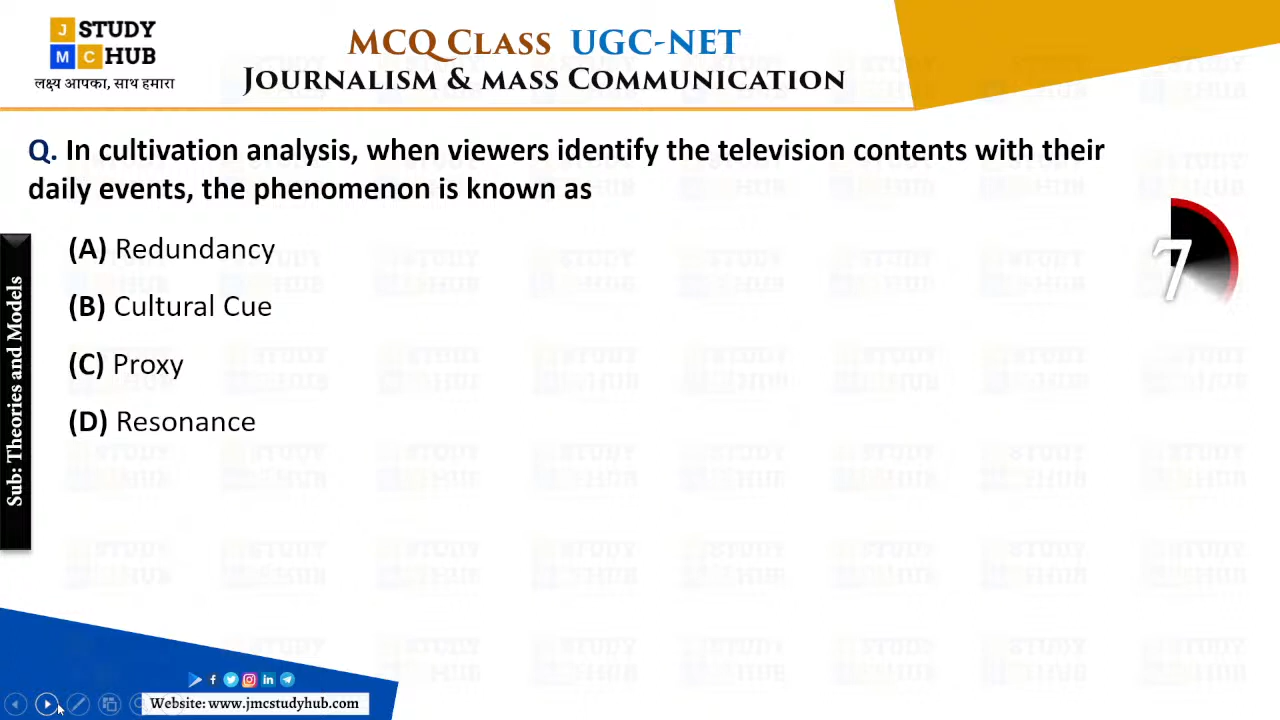 J STUDY
MC HUB
लक्ष्य आपका, साथ हमारा
MCQ Class UGC-NET
Journalism & mass Communication
Q. In cultivation analysis, when viewers identify the television contents with their
daily events, the phenomenon is known as
(A) Redundancy
(B) Cultural Cue
(C) Proxy
(D) Resonance
7
Sub: Theories and Models
Website: www.jmcstudyhub.com